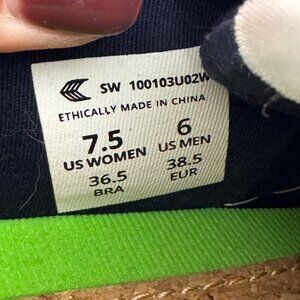 SW 100103U02W
ETHICALLY MADE IN CHINA
7.5 6
US WOMEN US MEN
36.5 38.5
BRA EUR